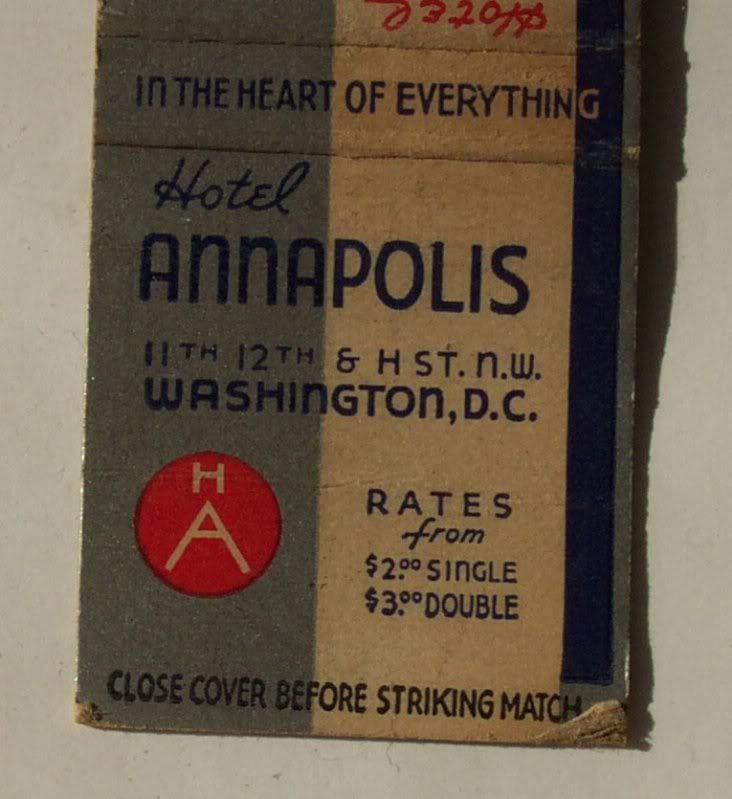 HOTEL
In THE HEART OF EVERYTHING
Hotel
AnnAPOLIS
11TH 12TH & H ST. n.W.
WASHInGTOn, D.C.
H
A
RATES
from
$2.00 SInGLE
$3.00 DOUBLE
CLOSE COVER BEFORE STRIKING MATCH